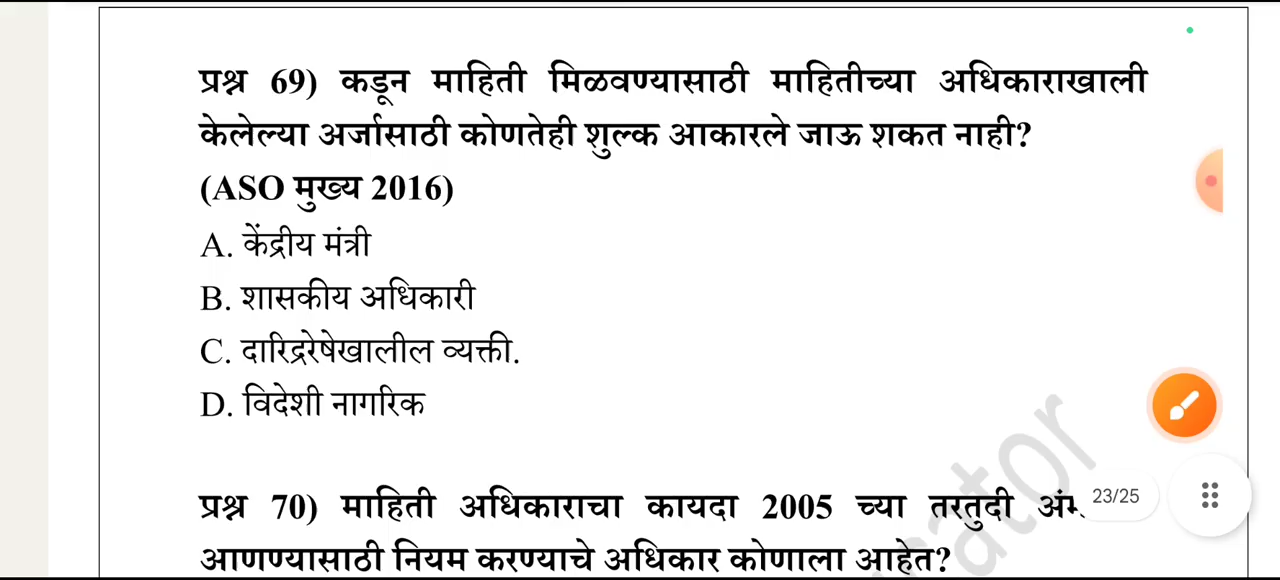 प्रश्न 69) कडून माहिती मिळवण्यासाठी माहितीच्या अधिकाराखाली
केलेल्या अर्जासाठी कोणतेही शुल्क आकारले जाऊ शकत नाही?
(ASO मुख्य 2016)
A. केंद्रीय मंत्री
B. शासकीय अधिकारी
C. दारिद्ररेषेखालील व्यक्ती.
D. विदेशी नागरिक
प्रश्न 70) माहिती अधिकाराचा कायदा 2005 च्या तरतुदी
23/25
आणण्यासाठी नियम करण्याचे अधिकार कोणाला आहेत?